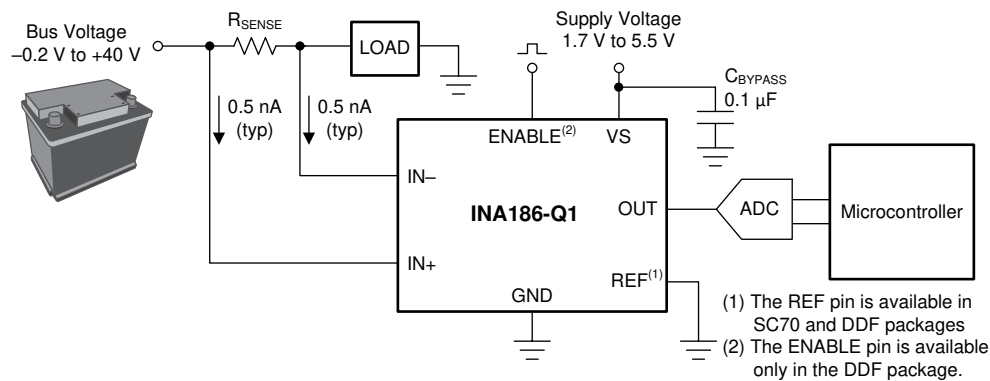 Bus Voltage
–0.2 V to +40 V
RSENSE
LOAD
Supply Voltage
1.7 V to 5.5 V
CBYPASS
0.1 µF
0.5 nA
(typ)
0.5 nA
(typ)
ENABLE(2)
VS
IN–
INA186-Q1
OUT
ADC
Microcontroller
IN+
REF(1)
GND
(1) The REF pin is available in
SC70 and DDF packages
(2) The ENABLE pin is available
only in the DDF package.